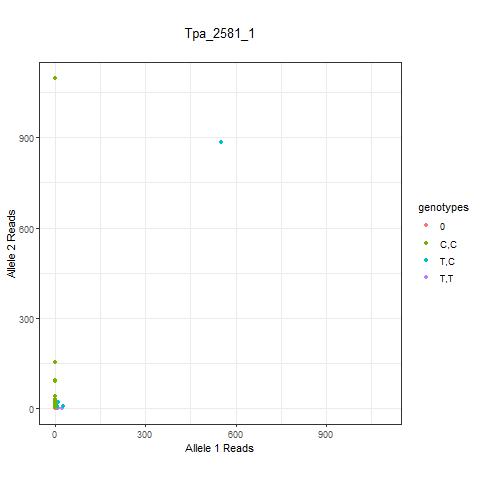 Tpa_2581_1
Allele 2 Reads
900
600
300
0
0
300
600
900
Allele 1 Reads
genotypes
0
C,C
T,C
T,T